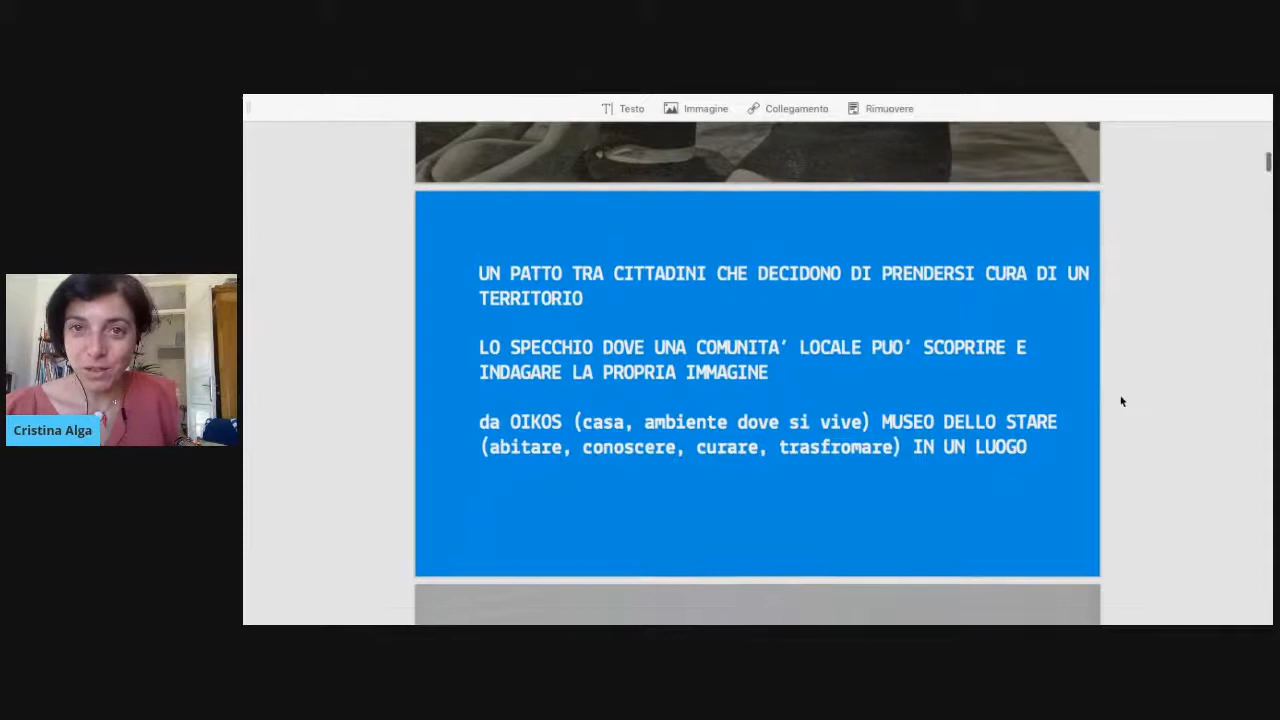 Testo
Immagine
Collegamento
Rimuovere
UN PATTO TRA CITTADINI CHE DECIDONO DI PRENDERSI CURA DI UN
TERRITORIO
LO SPECCHIO DOVE UNA COMUNITA' LOCALE PUO' SCOPRIRE E
INDAGARE LA PROPRIA IMMAGINE
da OIKOS (casa, ambiente dove si vive) MUSEO DELLO STARE
(abitare, conoscere, curare, trasfromare) IN UN LUOGO
Cristina Alga